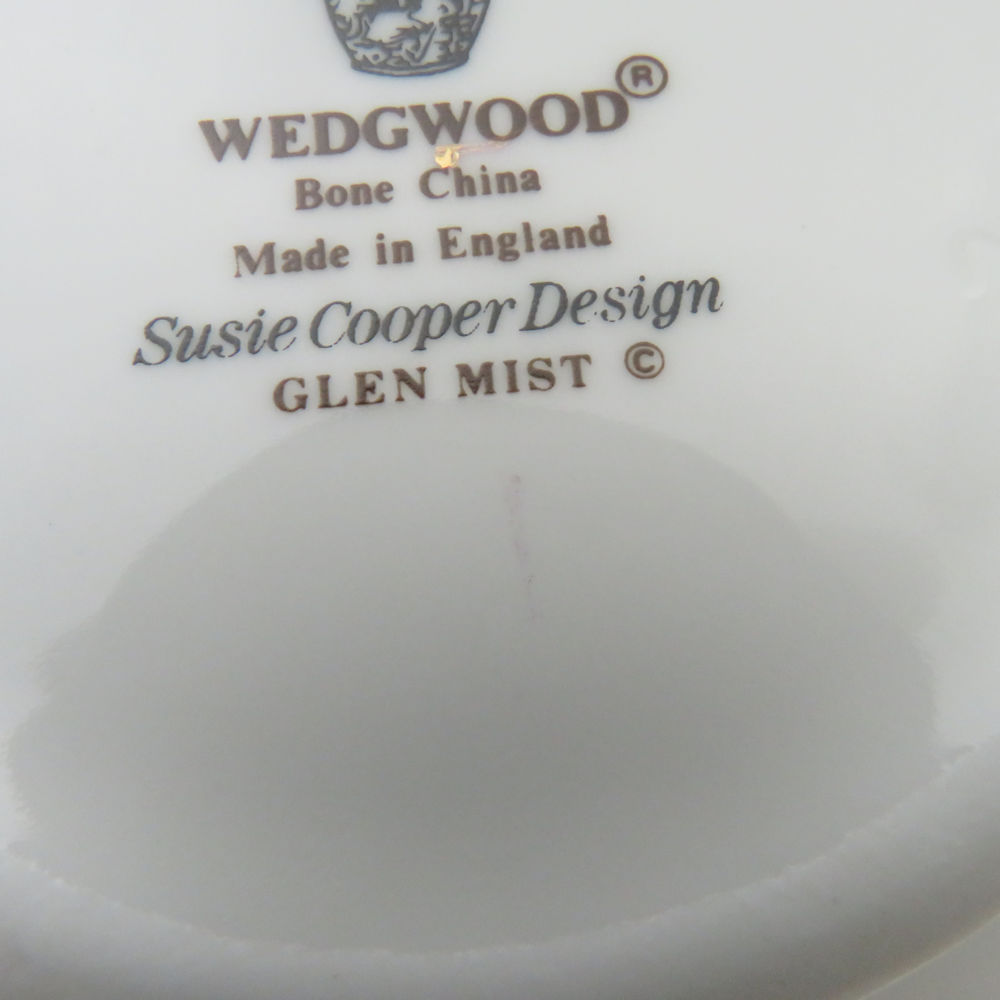 WEDGWOOD®
Bone China
Made in England
Susie Cooper Design
GLEN MIST ©